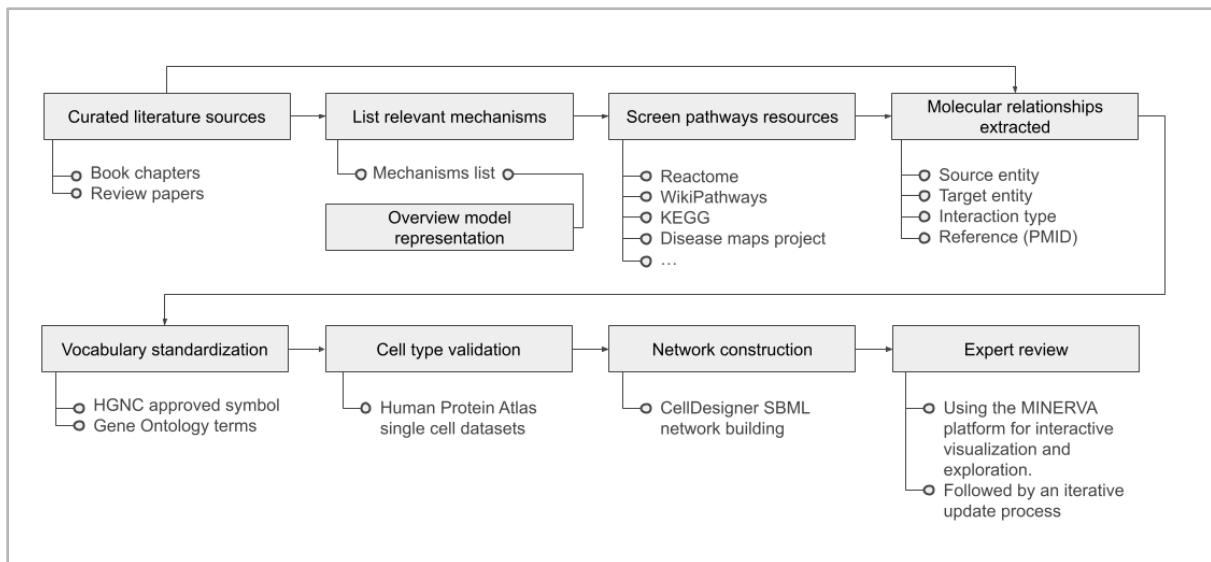 Curated literature sources
Book chapters
Review papers
List relevant mechanisms
Mechanisms list
Overview model
representation
Screen pathways resources
Reactome
WikiPathways
KEGG
Disease maps project
…
Molecular relationships
extracted
Source entity
Target entity
Interaction type
Reference (PMID)
Vocabulary standardization
HGNC approved symbol
Gene Ontology terms
Cell type validation
Human Protein Atlas
single cell datasets
Network construction
CellDesigner SBML
network building
Expert review
Using the MINERVA
platform for interactive
visualization and
exploration.
Followed by an iterative
update process